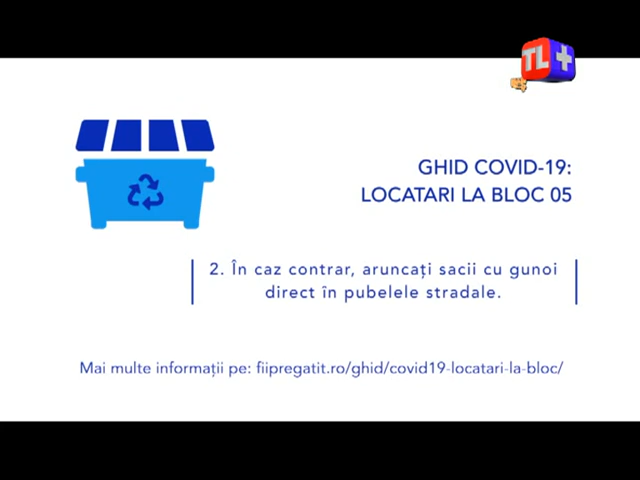 TL+
GHID COVID-19:
LOCATARI LA BLOC 05
2. În caz contrar, aruncați sacii cu gunoi
direct în pubelele stradale.
Mai multe informații pe: fiipregatit.ro/ghid/covid19-locatari-la-bloc/